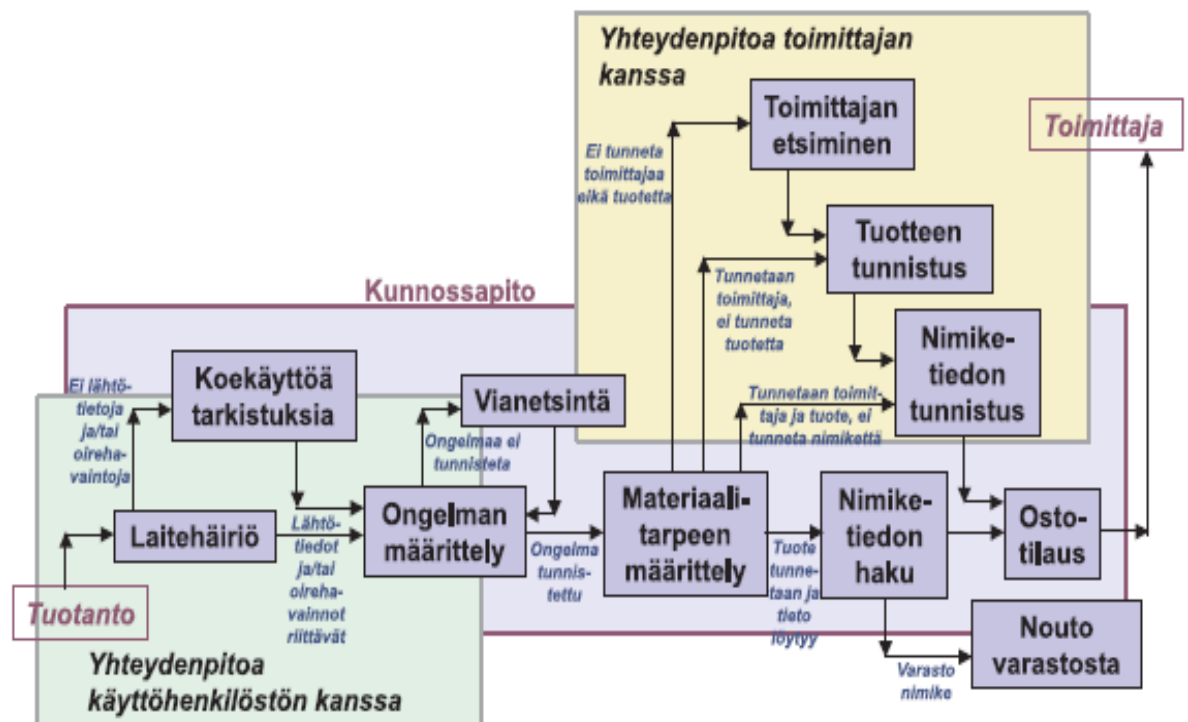 Yhteydenpitoa toimittajan
kanssa
Toimittajan
etsiminen
Toimittaja
Ei tunneta
toimittajaa
eikä tuotetta
Tuotteen
tunnistus
Tunnetaan
toimittaja,
ei tunneta
tuotetta
Kunnossapito
Nimike-
tiedon
tunnistus
Ei lähtö-
tietoja
ja/tai
oireha-
vaintoja
Koekäyttöä
tarkistuksia
Vianetsintä
Tunnetaan toimit-
taja ja tuote, ei
tunneta nimikettä
Ongelmaa ei
tunnisteta
Laitehäiriö
Lähtö-
tiedot
ja/tai
oireha-
vainnot
riittävät
Ongelman
määrittely
Ongelma
tunnis-
tettu
Materiaali-
tarpeen
määrittely
Tuote
tunne-
taan ja
tieto
löytyy
Nimike-
tiedon
haku
Osto-
tilaus
Tuotanto
Nouto
varastosta
Varasto
nimike
Yhteydenpitoa
käyttöhenkilöstön kanssa